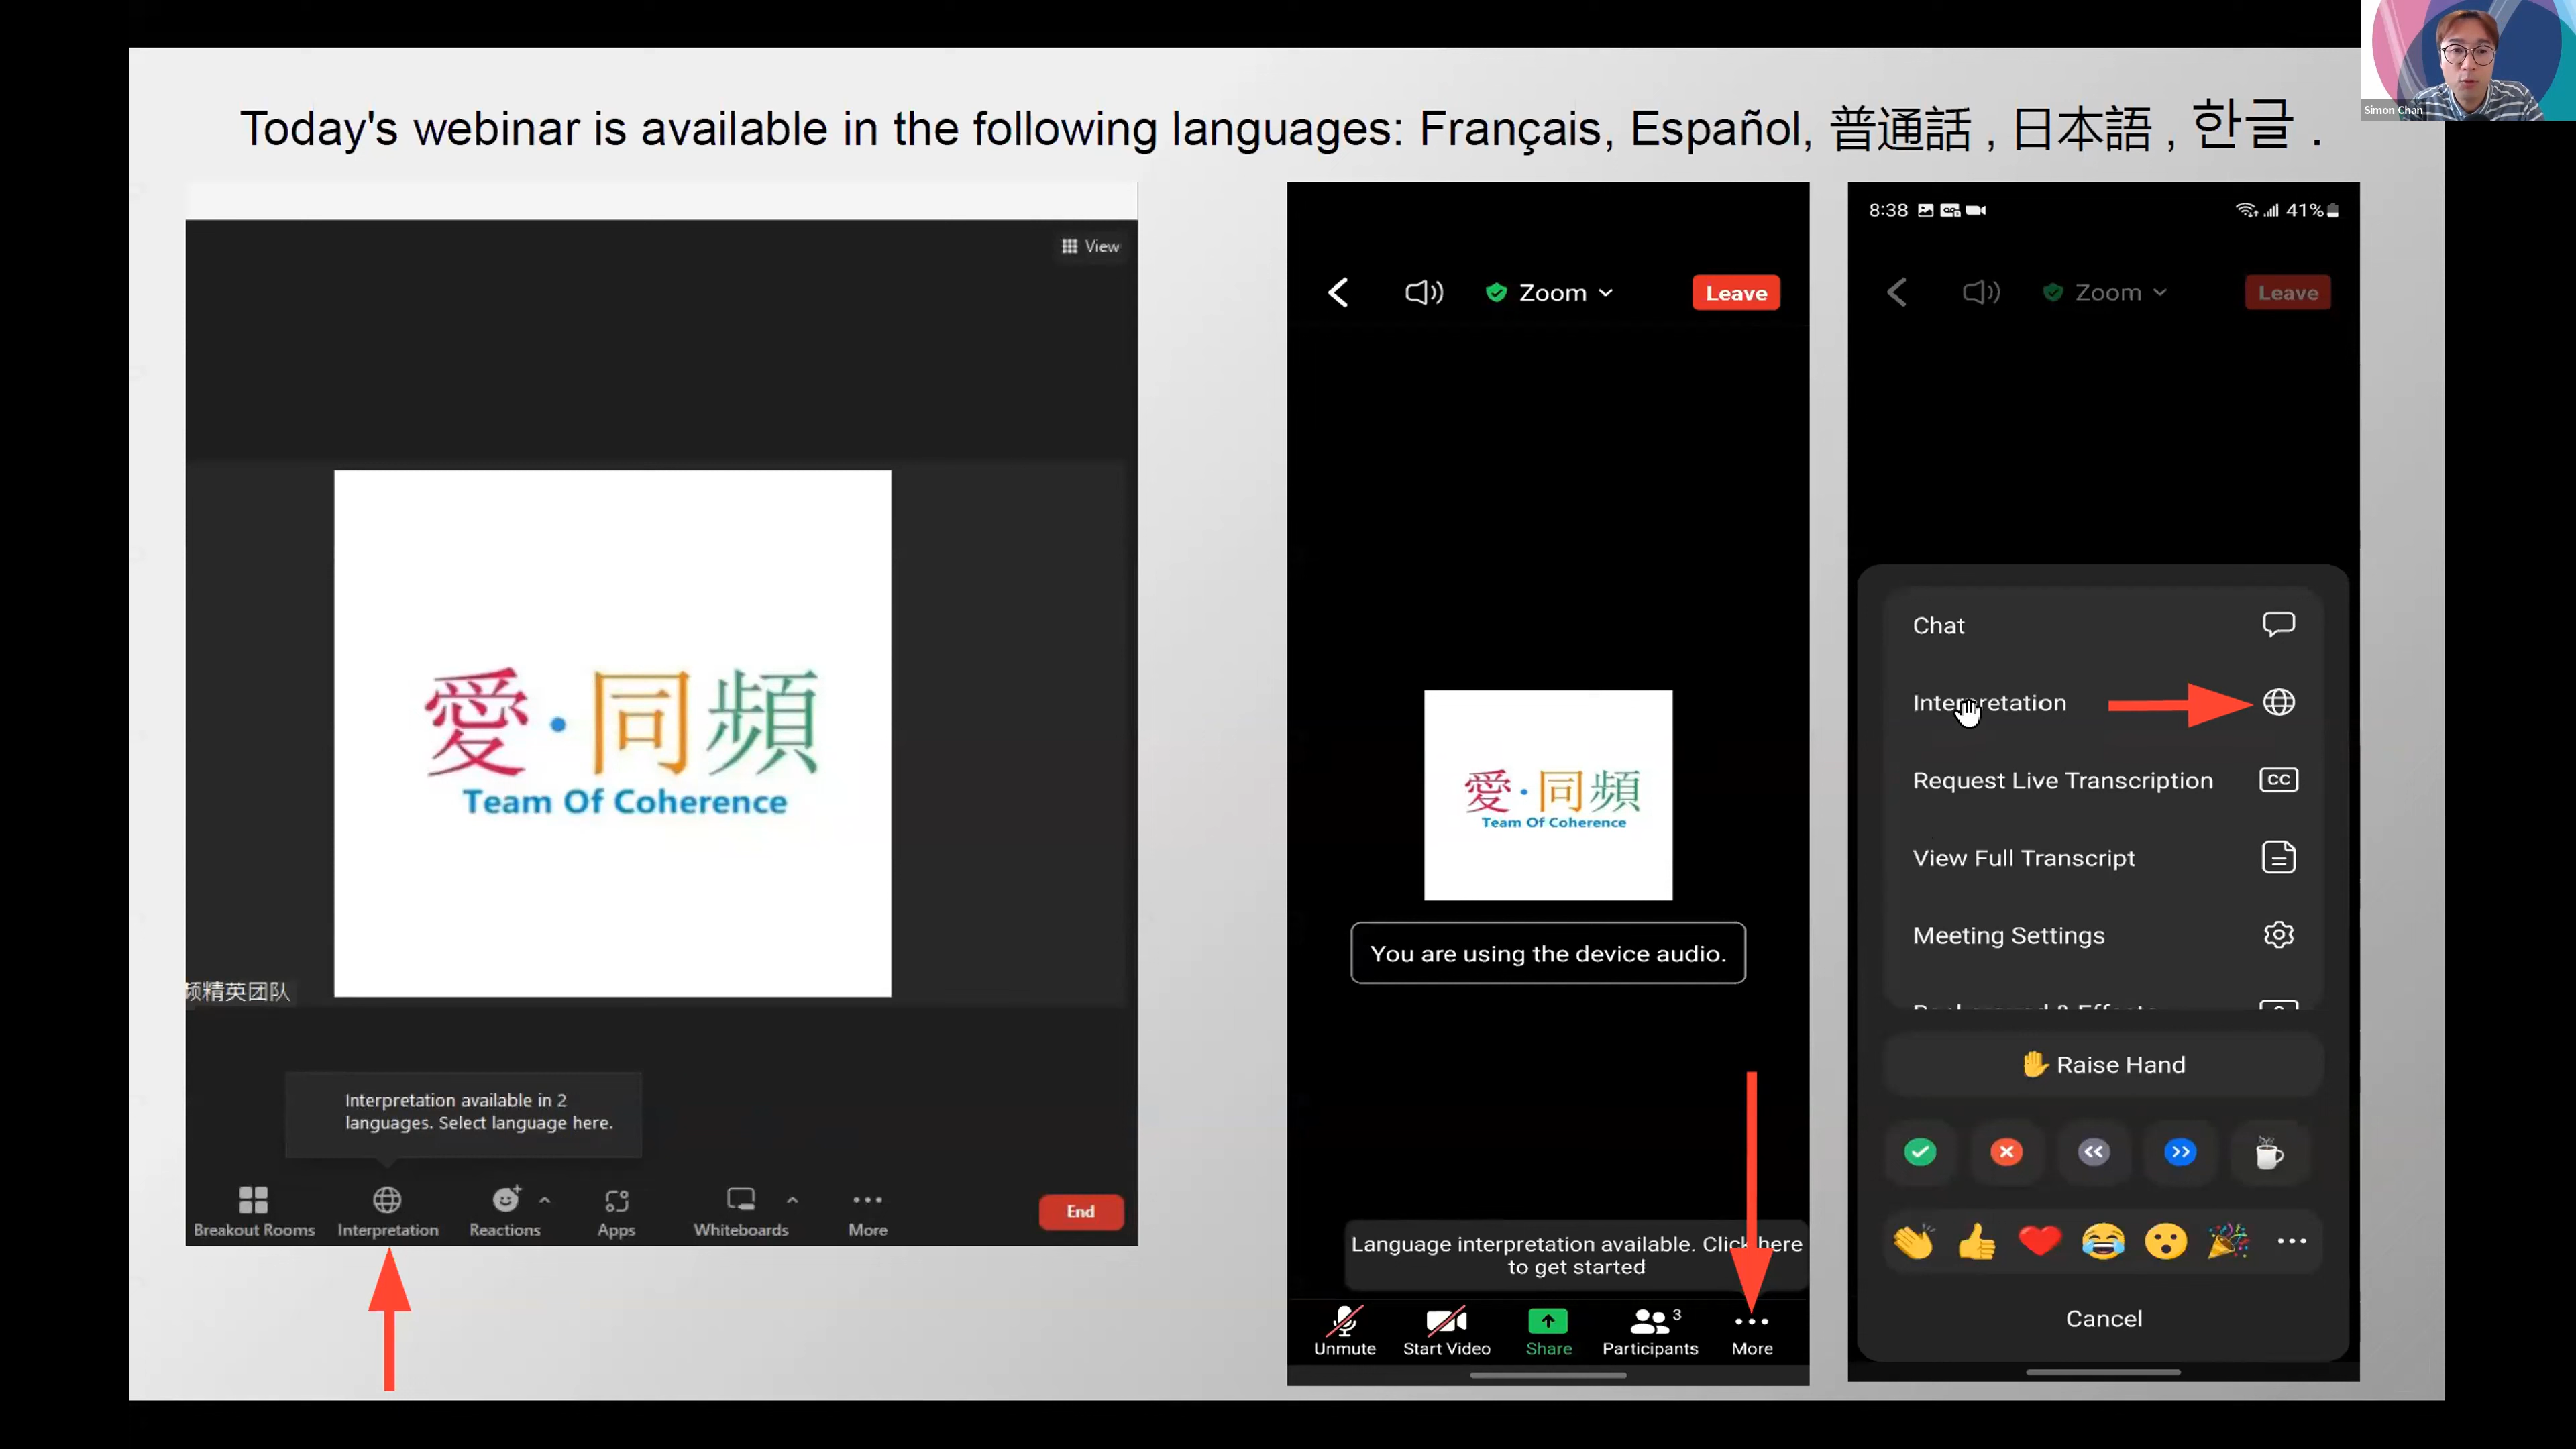 Today's webinar is available in the following languages: Français, Español, 普通話 , 日本語 , 한글 .
Simon Chan
View
愛·同頻
Team Of Coherence
频精英团队
Interpretation available in 2
languages. Select language here.
Breakout Rooms
Interpretation
Reactions
Apps
Whiteboards
More
End
Zoom
Leave
愛·同頻
Team Of Coherence
You are using the device audio.
Language interpretation available. Click here
to get started
Unmute
Start Video
Share
Participants
3
More
8:38
41%
Zoom
Leave
Chat
Interpretation
Request Live Transcription
CC
View Full Transcript
Meeting Settings
Raise Hand
Cancel